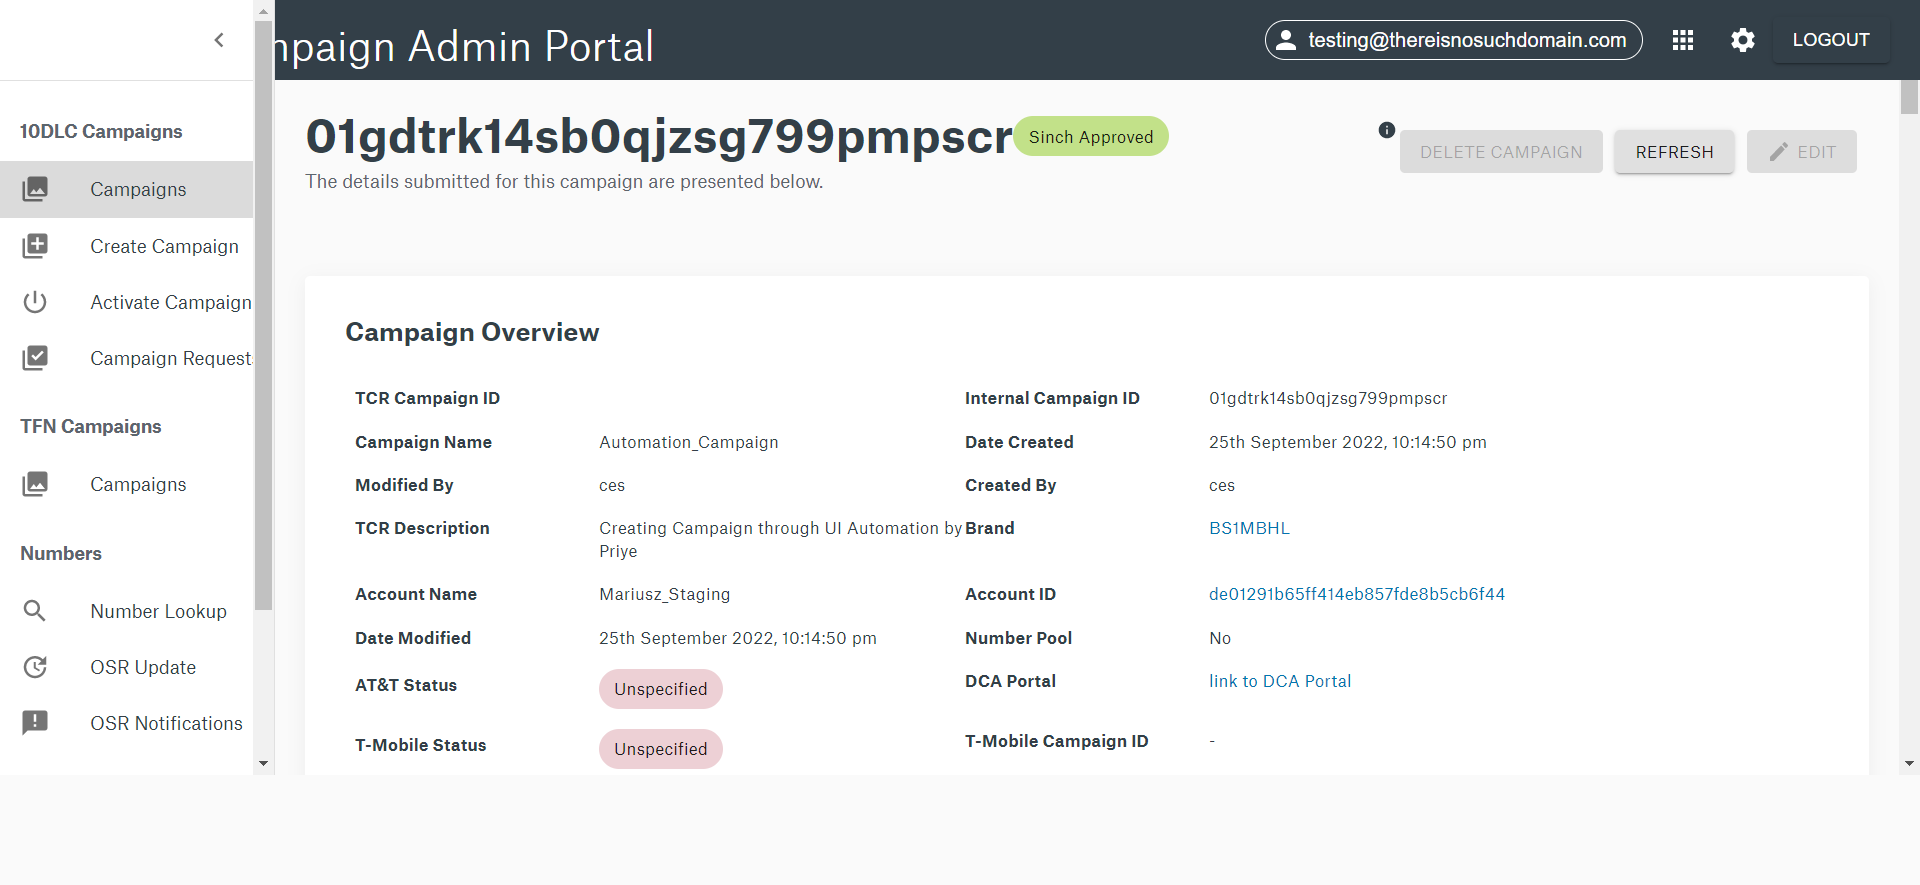 npaign Admin Portal
testing@thereisnosuchdomain.com
LOGOUT
10DLC Campaigns
Campaigns
Create Campaign
Activate Campaign
Campaign Requests
TFN Campaigns
Campaigns
Numbers
Number Lookup
OSR Update
OSR Notifications
01gdtrk14sb0qjzsg799pmpscr
Sinch Approved
The details submitted for this campaign are presented below.
DELETE CAMPAIGN
REFRESH
EDIT
Campaign Overview
TCR Campaign ID
Internal Campaign ID 01gdtrk14sb0qjzsg799pmpscr
Campaign Name Automation_Campaign
Date Created 25th September 2022, 10:14:50 pm
Modified By ces
Created By ces
TCR Description Creating Campaign through UI Automation by
Priye
Brand BS1MBHL
Account Name Mariusz_Staging
Account ID de01291b65ff414eb857fde8b5cb6f44
Date Modified 25th September 2022, 10:14:50 pm
Number Pool No
AT&T Status Unspecified
DCA Portal link to DCA Portal
T-Mobile Status Unspecified
T-Mobile Campaign ID -